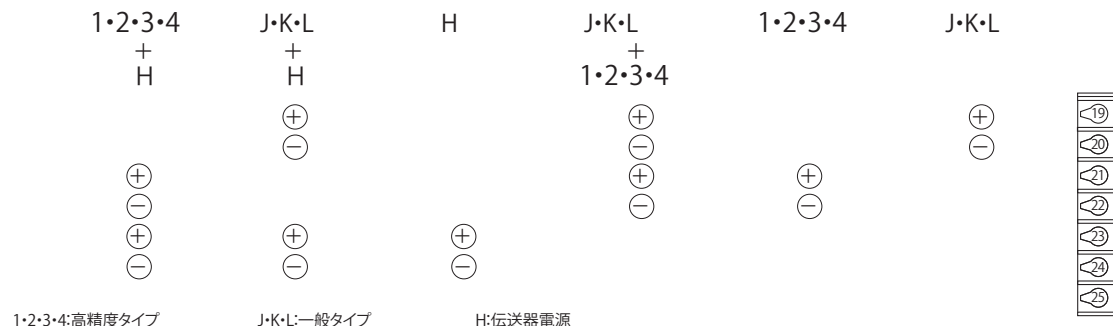 1•2•3•4 J•K•L H J•K•L 1•2•3•4 J•K•L
+ + +
H H 1•2•3•4
⊕ ⊕ ⊕ 19
⊖ ⊖ ⊖ 20
⊕ ⊕ ⊕ 21
⊖ ⊖ ⊖ 22
⊕ ⊕ ⊕ 23
⊖ ⊖ ⊖ 24
25
1•2•3•4:高精度タイプ J•K•L:一般タイプ H:伝送器電源